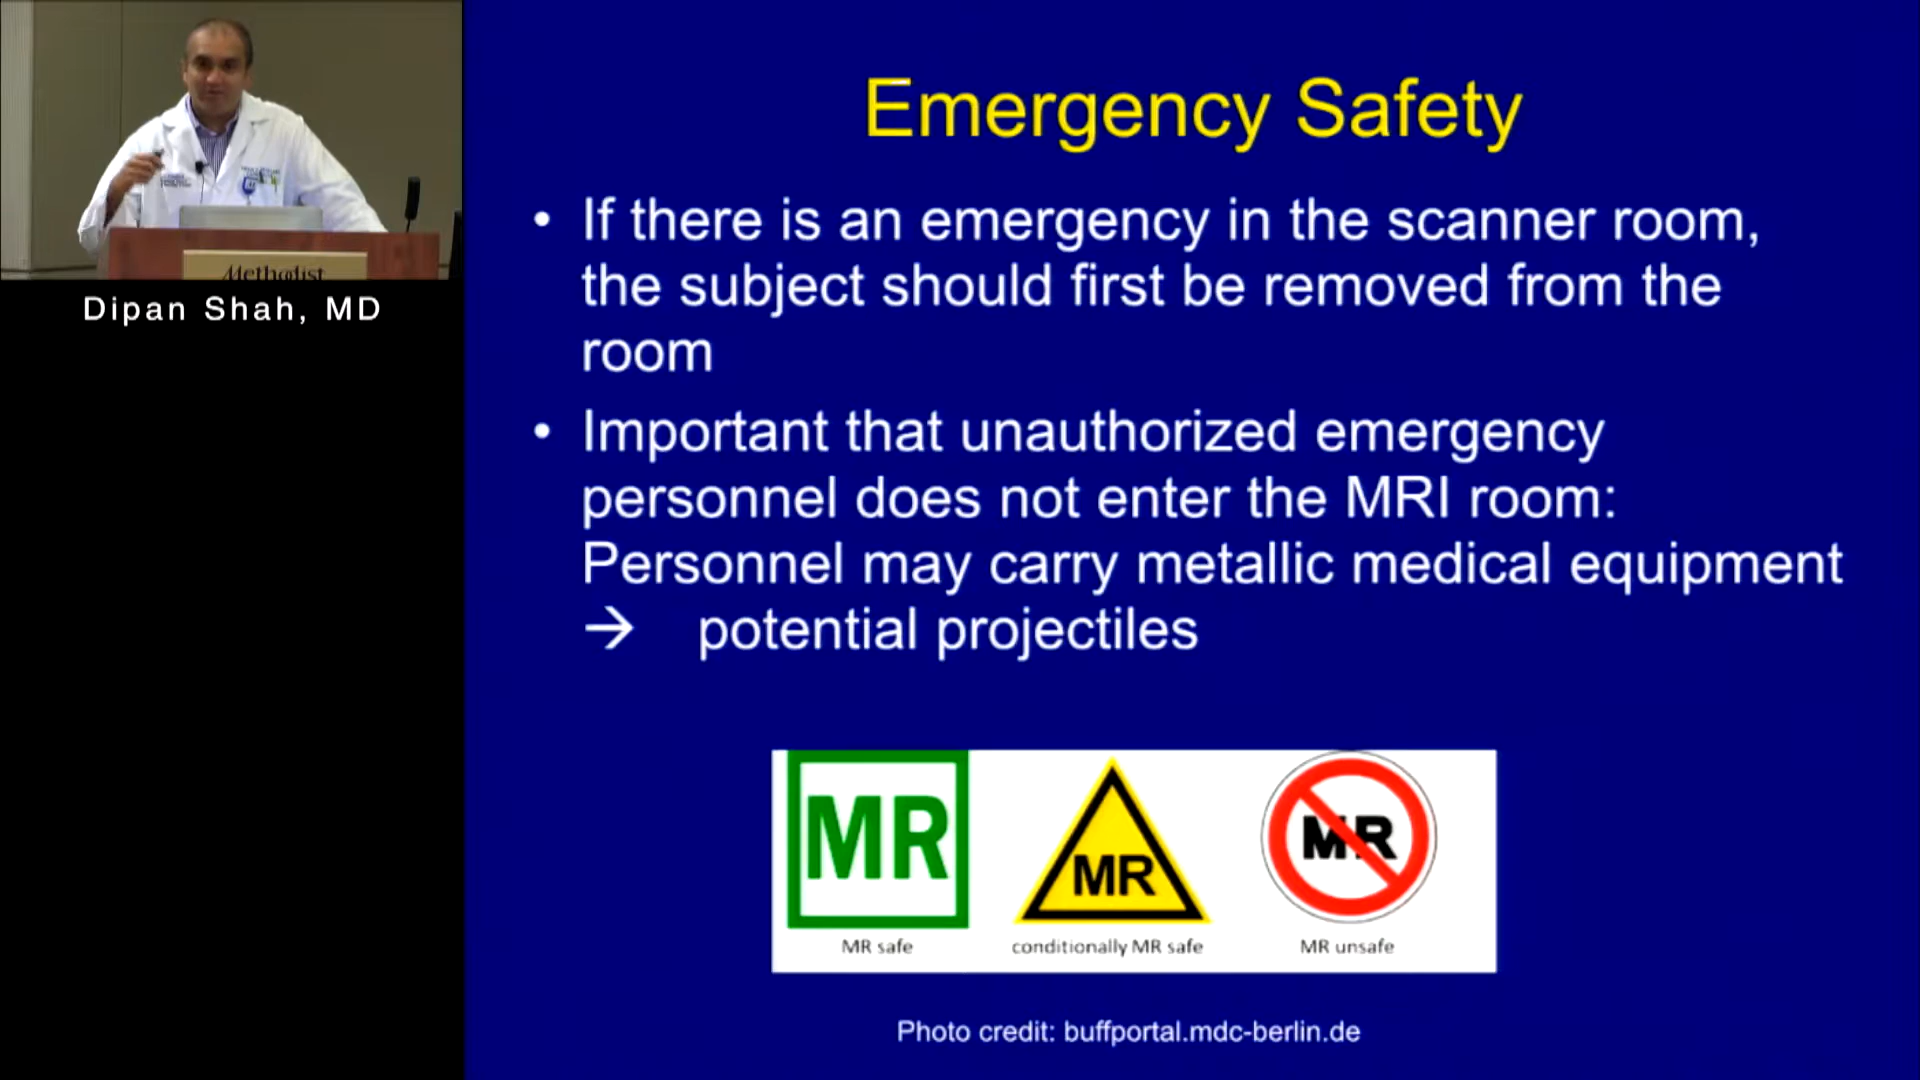 Methodist
Dipan Shah, MD
Emergency Safety
• If there is an emergency in the scanner room,
the subject should first be removed from the
room
• Important that unauthorized emergency
personnel does not enter the MRI room:
Personnel may carry metallic medical equipment
→ potential projectiles
MR
MR
MR
MR safe
conditionally MR safe
MR unsafe
Photo credit: buffportal.mdc-berlin.de